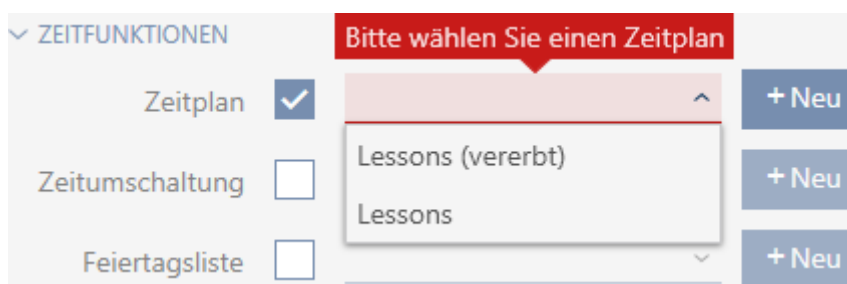 ZEITFUNKTIONEN
Bitte wählen Sie einen Zeitplan
Zeitplan
+ Neu
Lessons (vererbt)
Zeitumschaltung
+ Neu
Lessons
Feiertagsliste
+ Neu